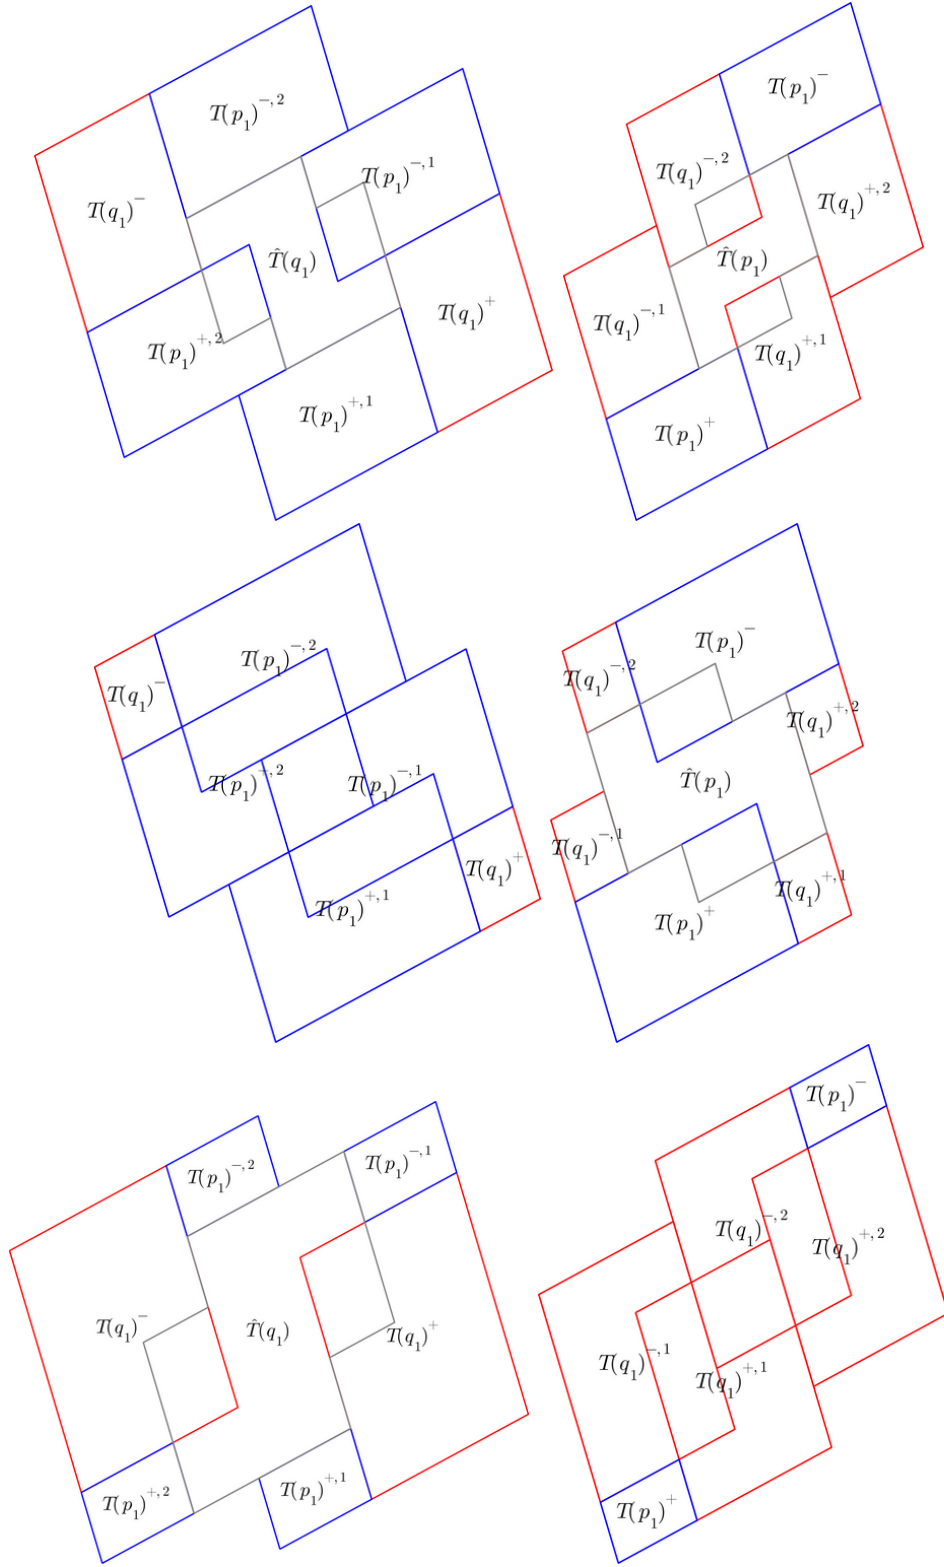 T(p₁)⁻,²
T(p₁)⁻,¹
T(q₁)⁻
T̂(q₁)
T(q₁)⁺
T(p₁)⁺,²
T(p₁)⁺,¹
T(p₁)⁻
T(q₁)⁻,²
T(q₁)⁺,²
T̂(p₁)
T(q₁)⁻,¹
T(q₁)⁺,¹
T(p₁)⁺
T(p₁)⁻,²
T(q₁)⁻
T(p₁)⁺,²
T(p₁)⁻,¹
T(q₁)⁺
T(p₁)⁺,¹
T(p₁)⁻
T(q₁)⁻,²
T(q₁)⁺,²
T̂(p₁)
T(q₁)⁻,¹
T(q₁)⁺,¹
T(p₁)⁺
T(p₁)⁻,²
T(p₁)⁻,¹
T(q₁)⁻
T̂(q₁)
T(q₁)⁺
T(p₁)⁺,²
T(p₁)⁺,¹
T(p₁)⁻
T(q₁)⁻,²
T(q₁)⁺,²
T(q₁)⁻,¹
T(q₁)⁺,¹
T(p₁)⁺